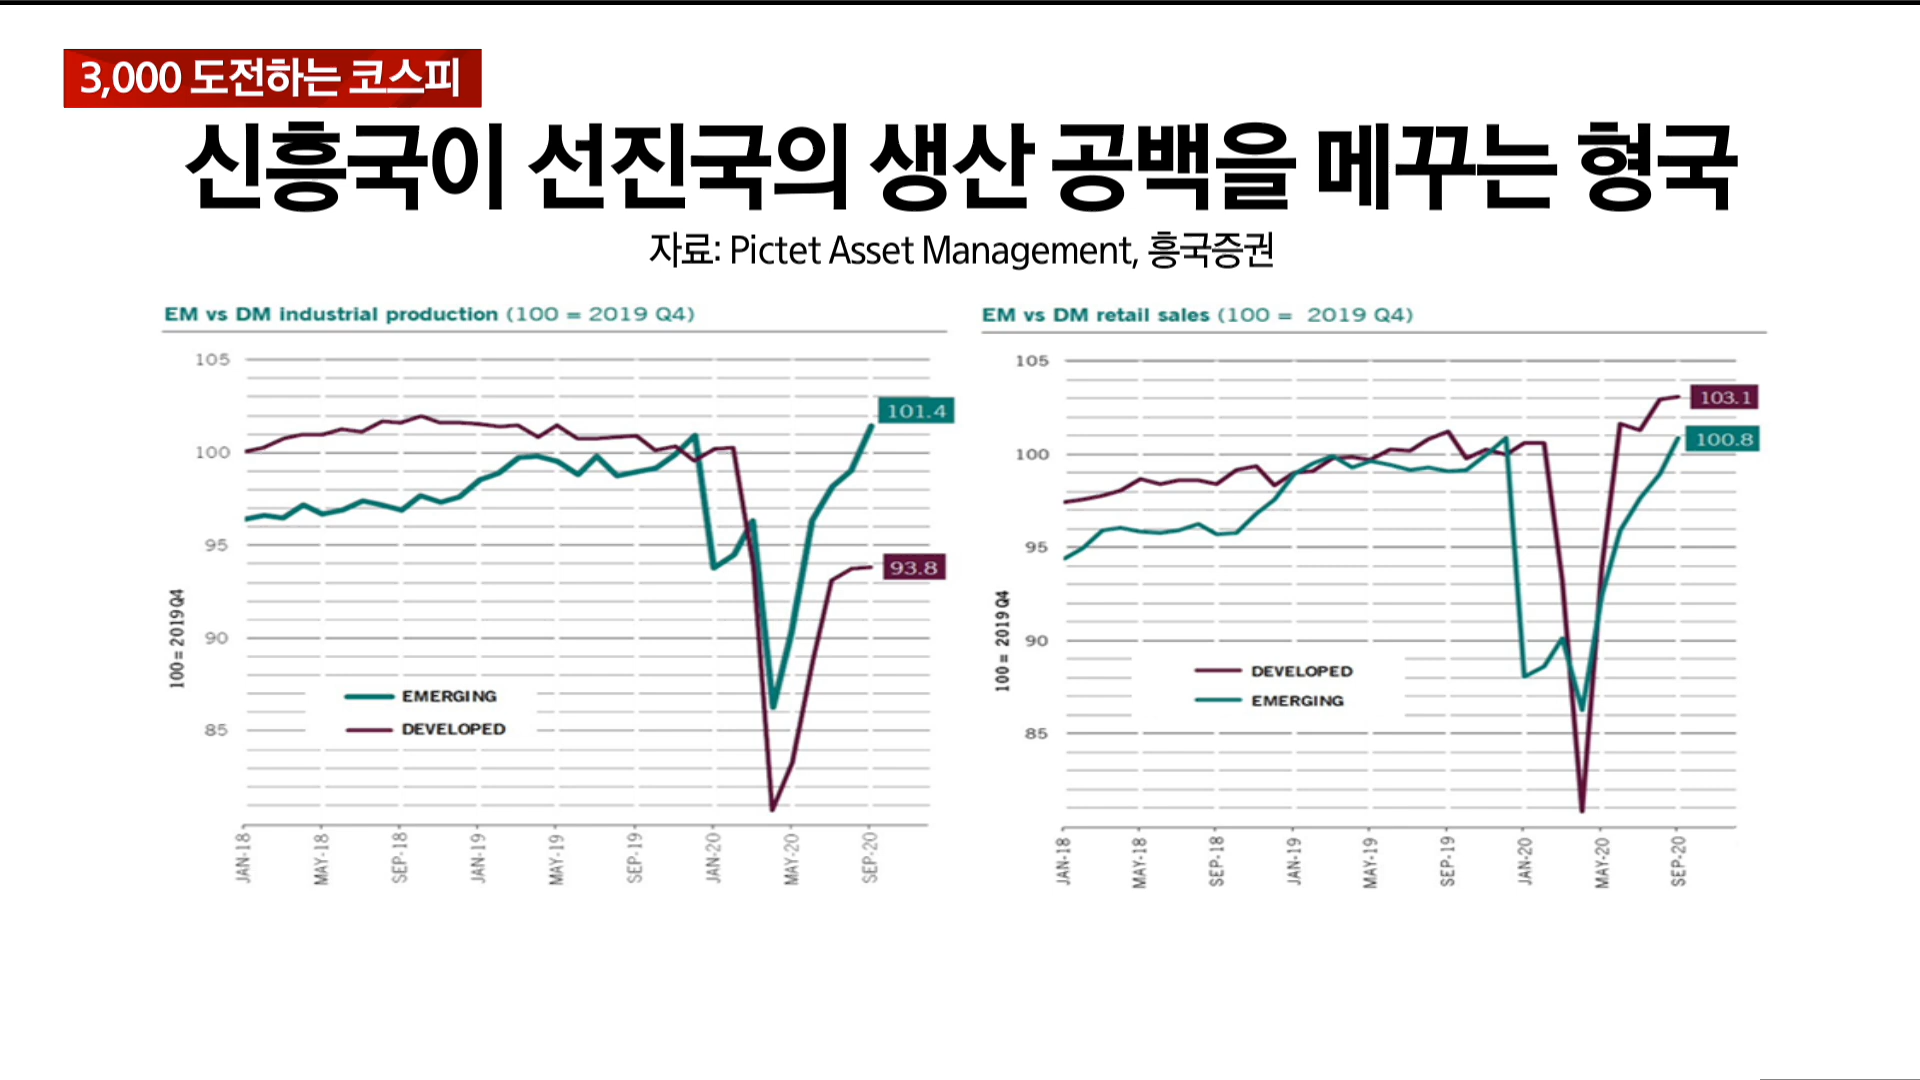 3,000 도전하는 코스피
신흥국이 선진국의 생산 공백을 메꾸는 형국
자료: Pictet Asset Management, 흥국증권
EM vs DM industrial production (100 = 2019 Q4)
105
100
95
90
85
100 = 2019 Q4
101.4
93.8
EMERGING
DEVELOPED
JAN-18
MAY-18
SEP-18
JAN-19
MAY-19
SEP-19
JAN-20
MAY-20
SEP-20
EM vs DM retail sales (100 = 2019 Q4)
105
100
95
90
85
100 = 2019 Q4
103.1
100.8
DEVELOPED
EMERGING
JAN-18
MAY-18
SEP-18
JAN-19
MAY-19
SEP-19
JAN-20
MAY-20
SEP-20